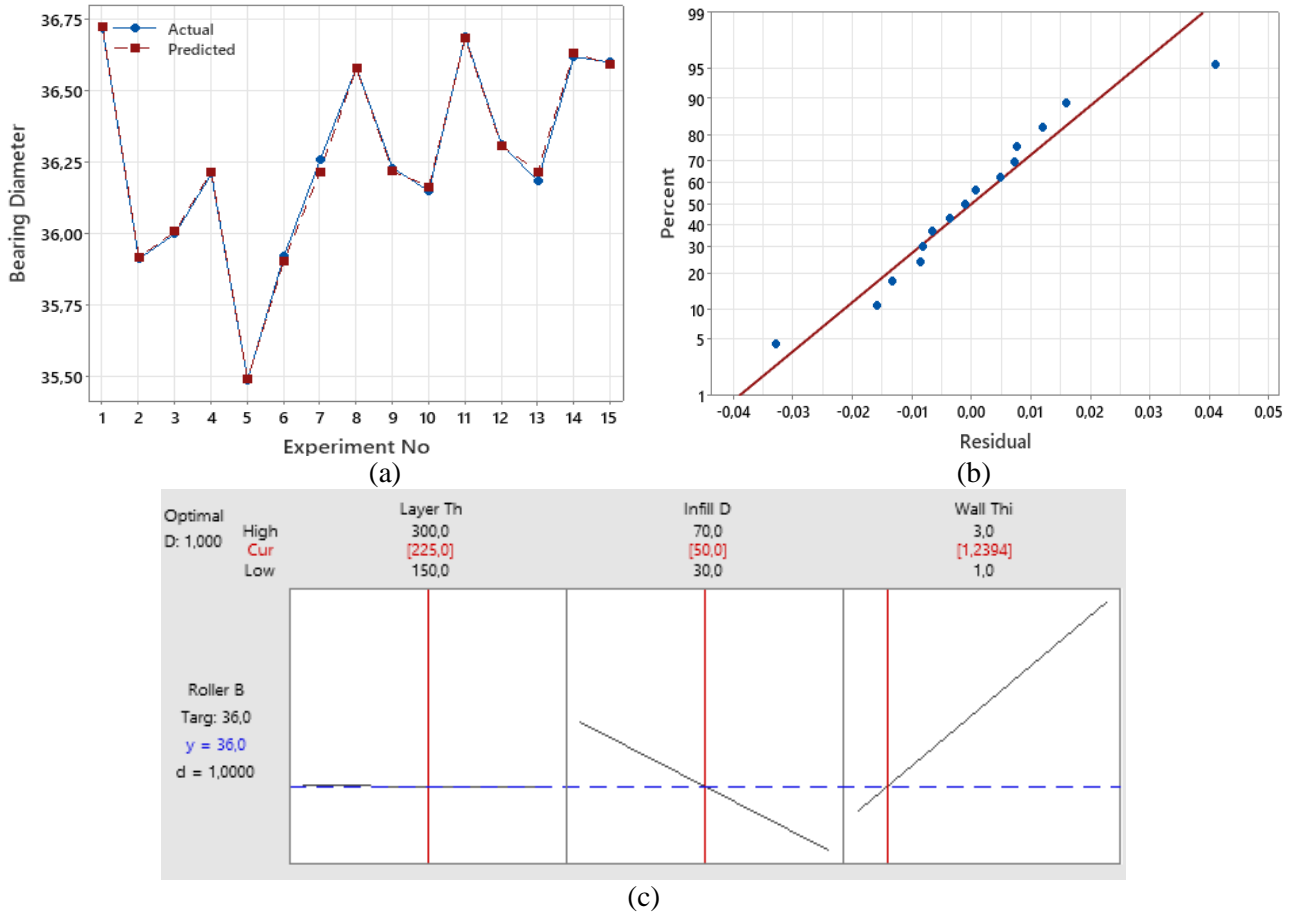 36,75
36,50
36,25
36,00
35,75
35,50
Bearing Diameter
Actual
Predicted
1 2 3 4 5 6 7 8 9 10 11 12 13 14 15
Experiment No
(a)
99
95
90
80
70
60
50
40
30
20
10
5
1
Percent
-0,04 -0,03 -0,02 -0,01 0,00 0,01 0,02 0,03 0,04 0,05
Residual
(b)
Optimal
D: 1,000
High
Cur
Low
Layer Th
300,0
[225,0]
150,0
Infill D
70,0
[50,0]
30,0
Wall Thi
3,0
[1,2394]
1,0
Roller B
Targ: 36,0
y = 36,0
d = 1,0000
(c)